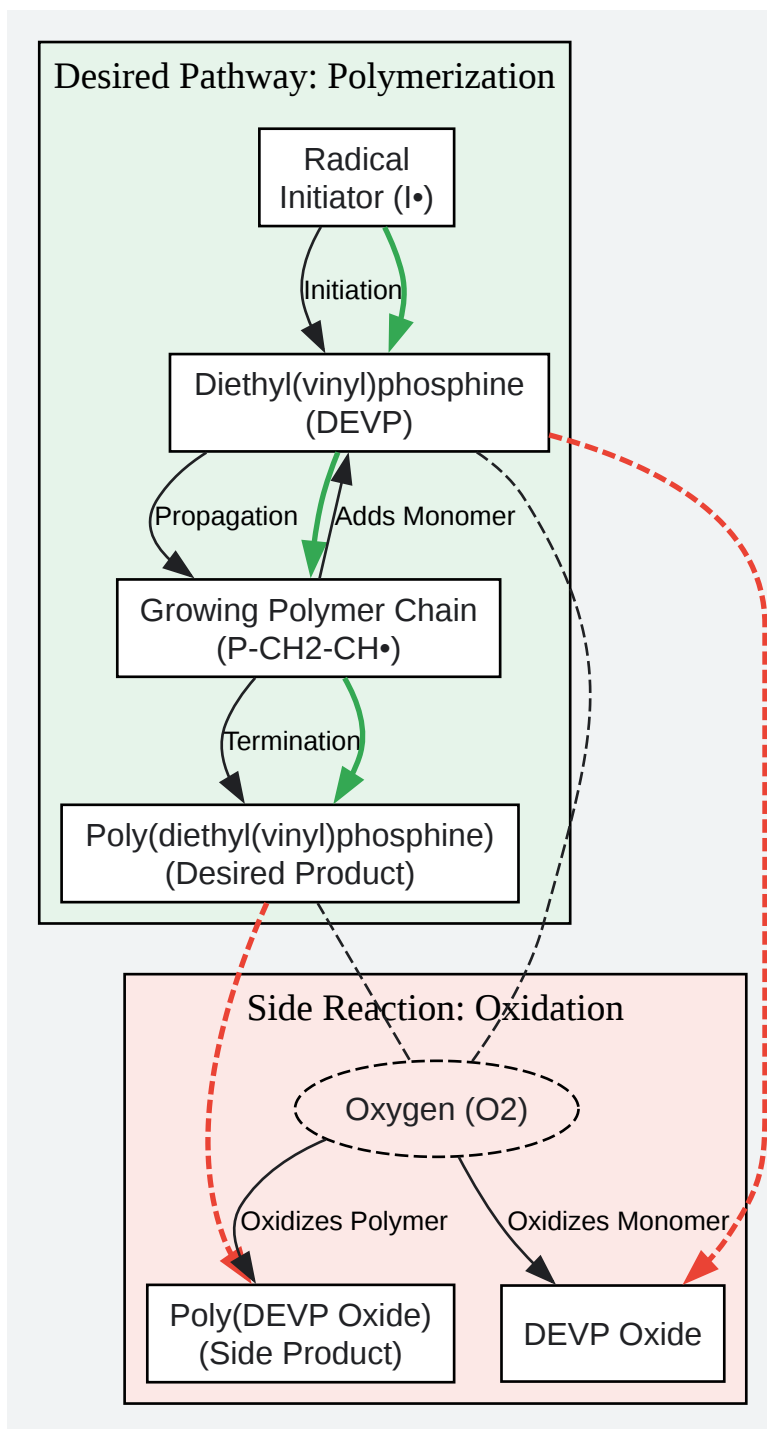 Desired Pathway: Polymerization
Radical
Initiator (I•)
Initiation
Diethyl(vinyl)phosphine
(DEVP)
Propagation
Adds Monomer
Growing Polymer Chain
(P-CH2-CH•)
Termination
Poly(diethyl(vinyl)phosphine)
(Desired Product)
Side Reaction: Oxidation
Oxygen (O2)
Oxidizes Polymer
Oxidizes Monomer
Poly(DEVP Oxide)
(Side Product)
DEVP Oxide